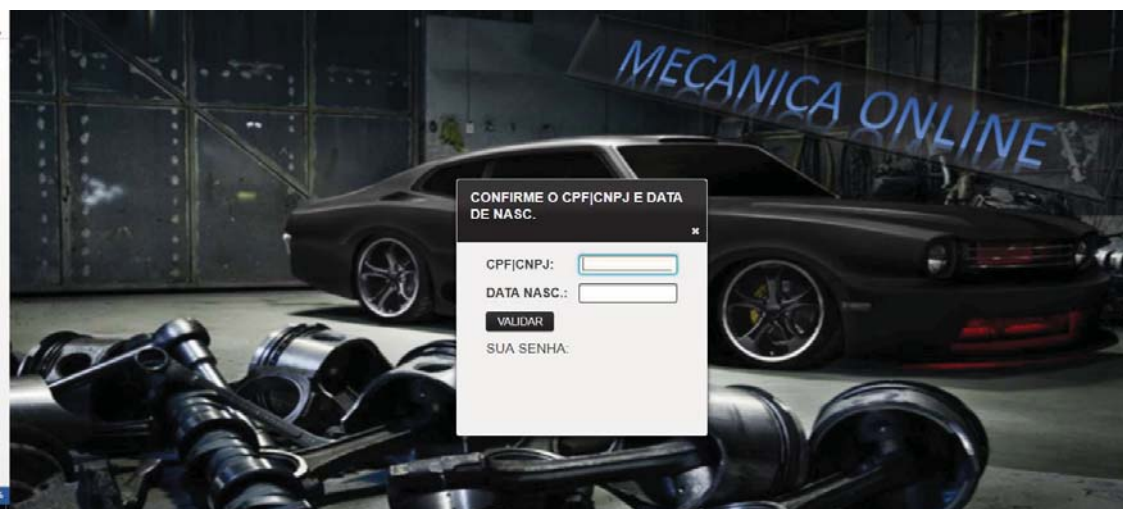 MECANICA ONLINE
CONFIRME O CPF|CNPJ E DATA
DE NASC.
CPF|CNPJ:
DATA NASC.:
VALIDAR
SUA SENHA: